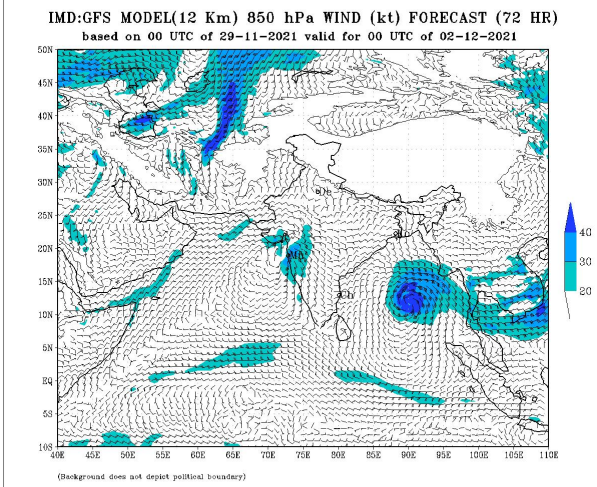 IMD:GFS MODEL(12 Km) 850 hPa WIND (kt) FORECAST (72 HR)
based on 00 UTC of 29-11-2021 valid for 00 UTC of 02-12-2021
50N
45N
40N
35N
30N
25N
20N
15N
10N
5N
EQ
5S
10S
40
30
20
40E 45E 50E 55E 60E 65E 70E 75E 80E 85E 90E 95E 100E 105E 110E
(Background does not depict political boundary)